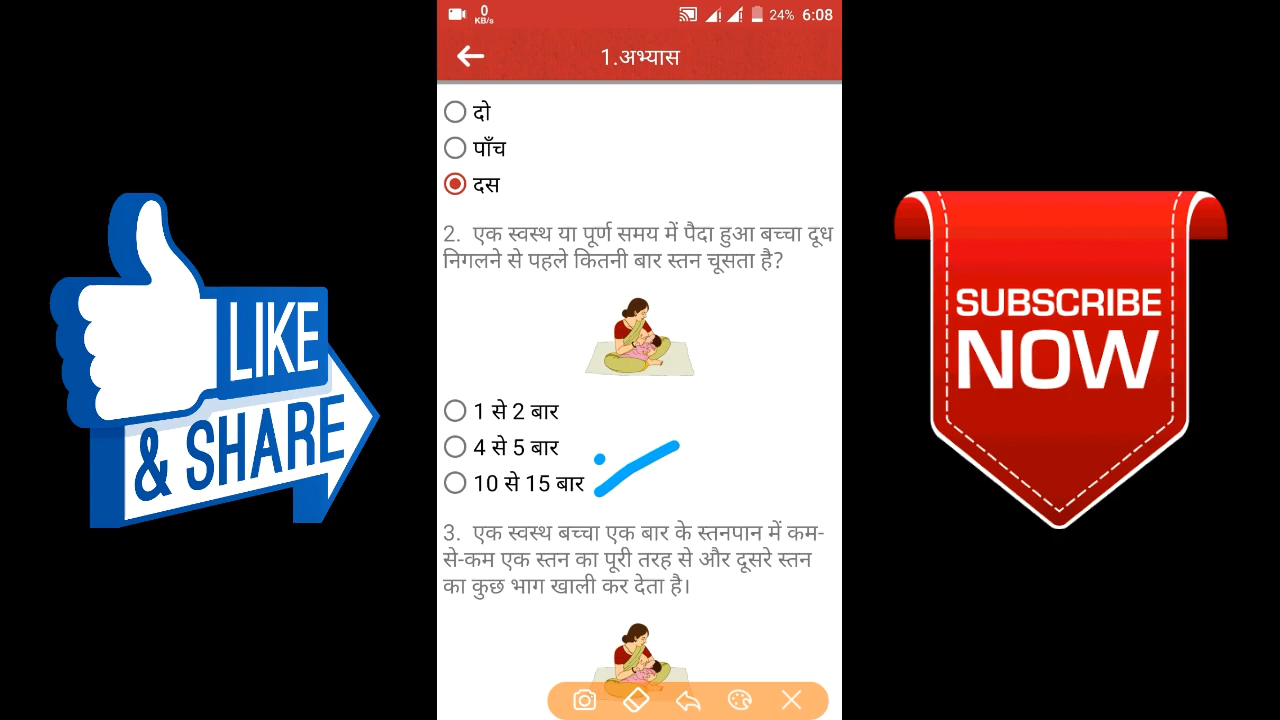 0
KB/s
24% 6:08
1.अभ्यास
दो
पाँच
दस
2. एक स्वस्थ या पूर्ण समय में पैदा हुआ बच्चा दूध
निगलने से पहले कितनी बार स्तन चूसता है?
1 से 2 बार
4 से 5 बार
10 से 15 बार
3. एक स्वस्थ बच्चा एक बार के स्तनपान में कम-
से-कम एक स्तन का पूरी तरह से और दूसरे स्तन
का कुछ भाग खाली कर देता है।
LIKE
& SHARE
SUBSCRIBE
NOW